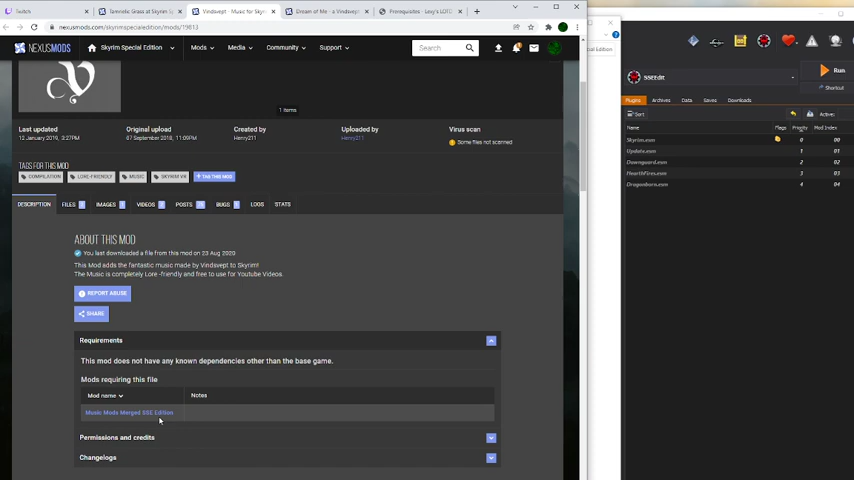 Twitch
Tamrielic Grass at Skyrim S
Vindsvept - Music for Skyri
Dream of Me - a Vindsvept
Prerequisites - Lexy's LOTD
nexusmods.com/skyrimspecialedition/mods/19813
NEXUSMODS
Skyrim Special Edition
Mods
Media
Community
Support
Search
1 items
Last updated
12 January 2019, 3:27PM
Original upload
07 September 2018, 11:09PM
Created by
Henry211
Uploaded by
Henry211
Virus scan
Some files not scanned
TAGS FOR THIS MOD
COMPILATION
LORE-FRIENDLY
MUSIC
SKYRIM VR
+ TAG THIS MOD
DESCRIPTION
FILES
IMAGES
VIDEOS
POSTS
BUGS
LOGS
STATS
ABOUT THIS MOD
You last downloaded a file from this mod on 23 Aug 2020
This Mod adds the fantastic music made by Vindsvept to Skyrim!
The Music is completely Lore -friendly and free to use for Youtube Videos.
REPORT ABUSE
SHARE
Requirements
This mod does not have any known dependencies other than the base game.
Mods requiring this file
Mod name
Notes
Music Mods Merged SSE Edition
Permissions and credits
Changelogs
cial Edition
SSEEdit
Run
Shortcut
Plugins
Archives
Data
Saves
Downloads
Sort
Active:
Name
Flags
Priority
Mod Index
Skyrim.esm
0
00
Update.esm
1
01
Dawnguard.esm
2
02
HearthFires.esm
3
03
Dragonborn.esm
4
04